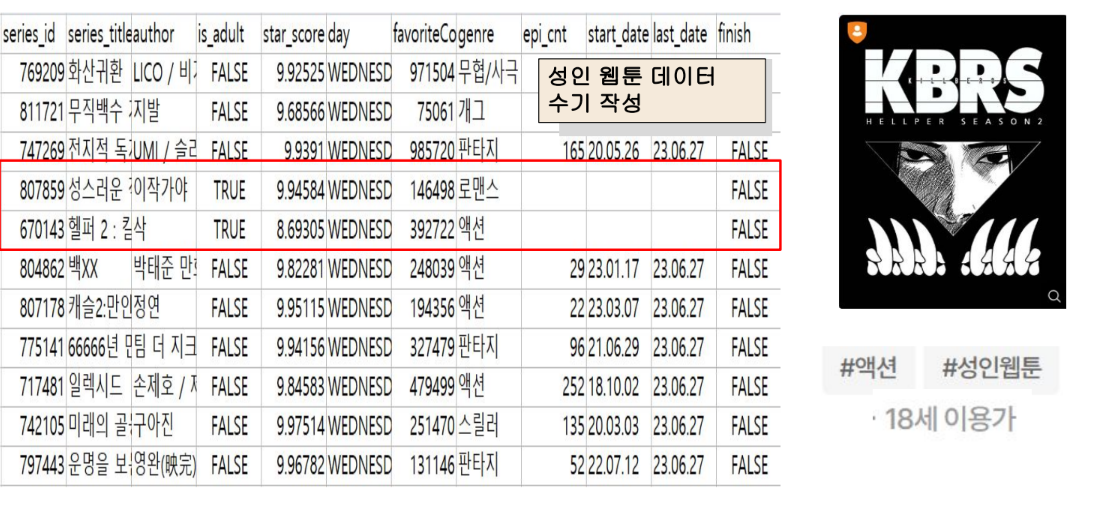 series_id series_title author is_adult star_score day favoriteCo genre epi_cnt start_date last_date finish
769209 화산귀환 LICO / 비 FALSE 9.92525 WEDNESD 971504 무협/사극
811721 무직백수 지발 FALSE 9.68566 WEDNESD 75061 개그
747269 전지적 독 UMI / 슬리 FALSE 9.9391 WEDNESD 985720 판타지 165 20.05.26 23.06.27 FALSE
807859 성스러운 이작가야 TRUE 9.94584 WEDNESD 146498 로맨스 FALSE
670143 헬퍼 2 : 킬 삭 TRUE 8.69305 WEDNESD 392722 액션 FALSE
804862 백XX 박태준 만 FALSE 9.82281 WEDNESD 248039 액션 29 23.01.17 23.06.27 FALSE
807178 캐슬2:만인 정연 FALSE 9.95115 WEDNESD 194356 액션 22 23.03.07 23.06.27 FALSE
775141 66666년 만 팀 더 지크 FALSE 9.94156 WEDNESD 327479 판타지 96 21.06.29 23.06.27 FALSE
717481 일렉시드 손제호 / FALSE 9.84583 WEDNESD 479499 액션 252 18.10.02 23.06.27 FALSE
742105 미래의 골 구아진 FALSE 9.97514 WEDNESD 251470 스릴러 135 20.03.03 23.06.27 FALSE
797443 운명을 보 영완(映完) FALSE 9.96782 WEDNESD 131146 판타지 52 22.07.12 23.06.27 FALSE
성인 웹툰 데이터
수기 작성
KBRS
KILLBEROS
HELLPER SEASON2
#액션 #성인웹툰
· 18세 이용가